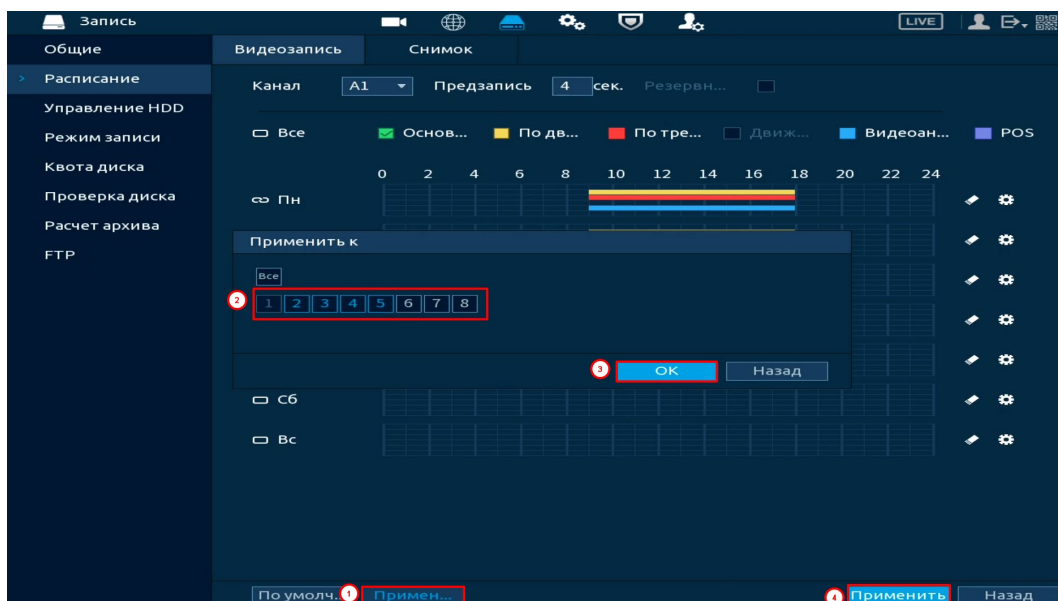 Запись LIVE
Общие Видеозапись Снимок
Расписание
Канал A1 Предзапись 4 сек. Резервн...
Управление HDD
Режим записи Все Основ... По дв... По тре... Движ... Видеоан... POS
Квота диска
0 2 4 6 8 10 12 14 16 18 20 22 24
Проверка диска Пн
Расчет архива
Применить к
FTP
Все
2 1 2 3 4 5 6 7 8
3 OK Назад
Сб
Вс
По умолч... 1 Примен... 4 Применить Назад